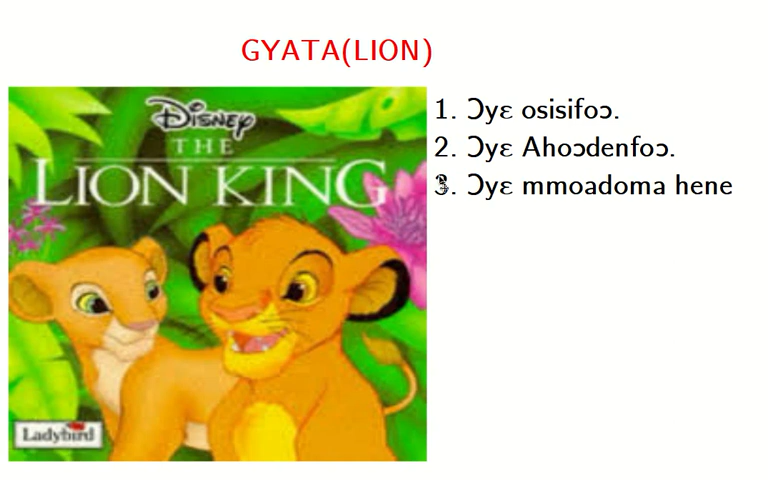 GYATA(LION)
Disney
THE
LION KING
Ladybird
1. Ɔyɛ osisifoɔ.
2. Ɔyɛ Ahoɔdenfoɔ.
3. Ɔyɛ mmoadoma hene